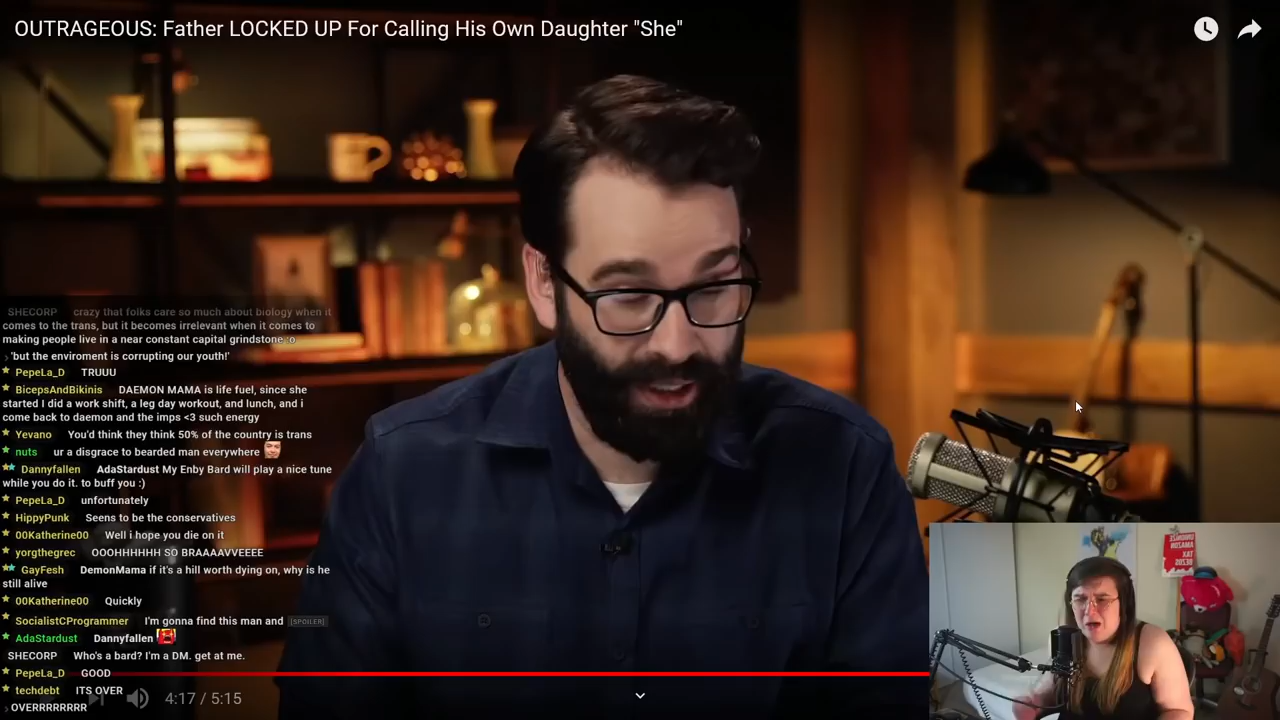 OUTRAGEOUS: Father LOCKED UP For Calling His Own Daughter "She"
SHECORP crazy that folks care so much about biology when it
comes to the trans, but it becomes irrelevant when it comes to
making people live in a near constant capital grindstone :o
'but the enviroment is corrupting our youth!'
PepeLa_D TRUUU
BicepsAndBikinis DAEMON MAMA is life fuel, since she
started I did a work shift, a leg day workout, and lunch, and i
come back to daemon and the imps <3 such energy
Yevano You'd think they think 50% of the country is trans
nuts ur a disgrace to bearded man everywhere
Dannyfallen AdaStardust My Enby Bard will play a nice tune
while you do it. to buff you :)
PepeLa_D unfortunately
HippyPunk Seens to be the conservatives
00Katherine00 Well i hope you die on it
yorgthegrec OOOHHHHHH SO BRAAAAVVEEEE
GayFesh DemonMama if it's a hill worth dying on, why is he
still alive
00Katherine00 Quickly
SocialistCProgrammer I'm gonna find this man and [SPOILER]
AdaStardust Dannyfallen
SHECORP Who's a bard? I'm a DM. get at me.
PepeLa_D GOOD
techdebt ITS OVER
OVERRRRRRRR
4:17 / 5:15